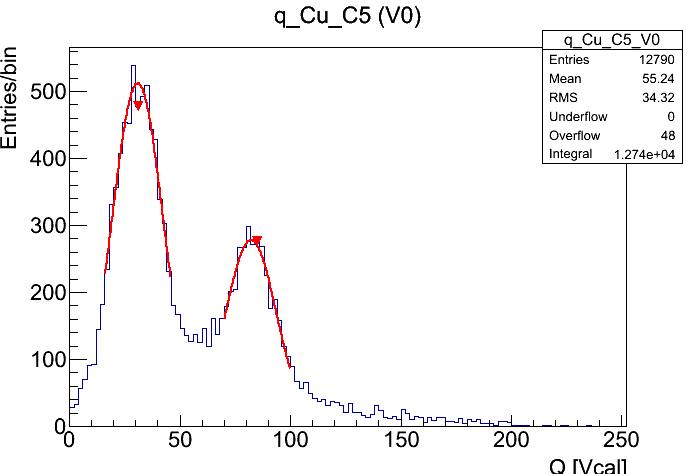 q_Cu_C5 (V0)
q_Cu_C5_V0
Entries 12790
Mean 55.24
RMS 34.32
Underflow 0
Overflow 48
Integral 1.274e+04
Entries/bin
500
400
300
200
100
0
0 50 100 150 200 250
Q [Vcal]